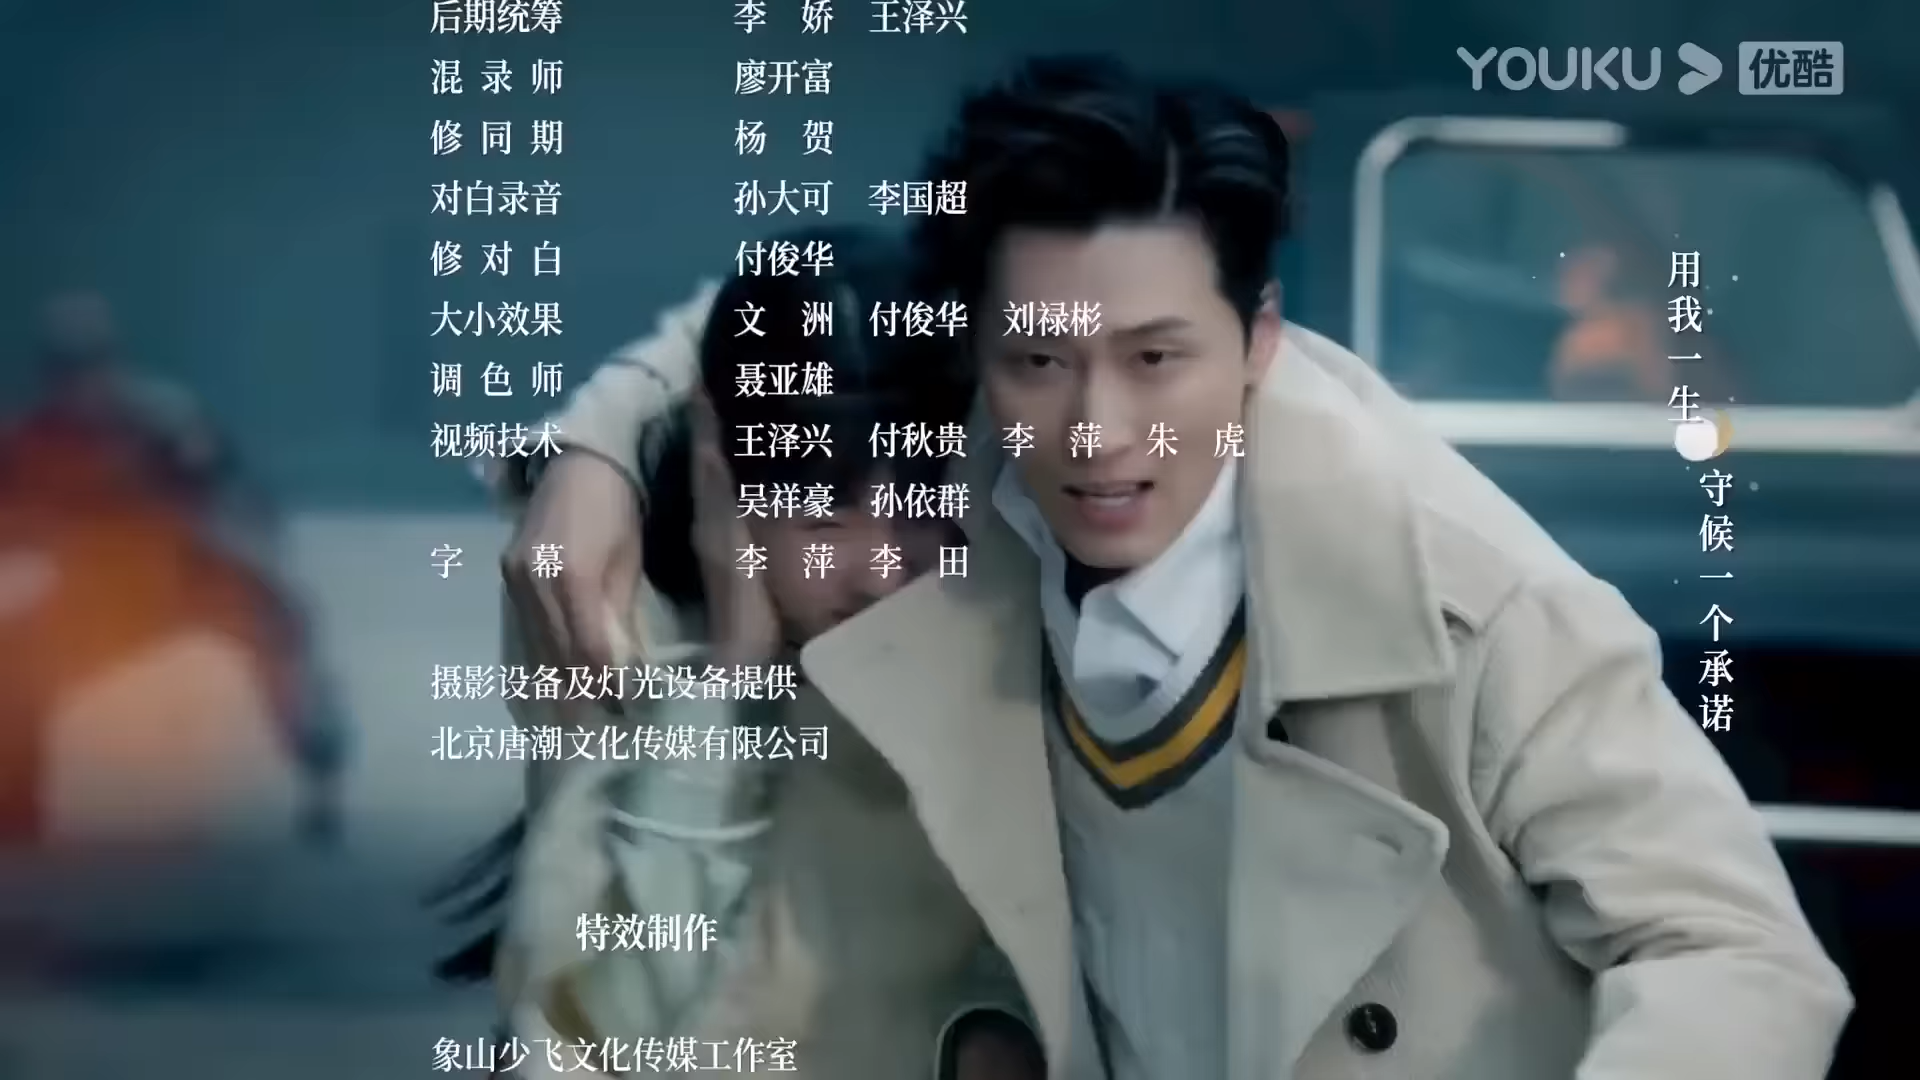 后期统筹 李娇 王泽兴
混录师 廖开富
修同期 杨贺
对白录音 孙大可 李国超
修对白 付俊华
大小效果 文洲 付俊华 刘禄彬
调色师 聂亚雄
视频技术 王泽兴 付秋贵 李萍 朱虎
吴祥豪 孙依群
字幕 李萍 李田
摄影设备及灯光设备提供
北京唐潮文化传媒有限公司
特效制作
象山少飞文化传媒工作室
YOUKU 优酷
用我一生
守候一个承诺